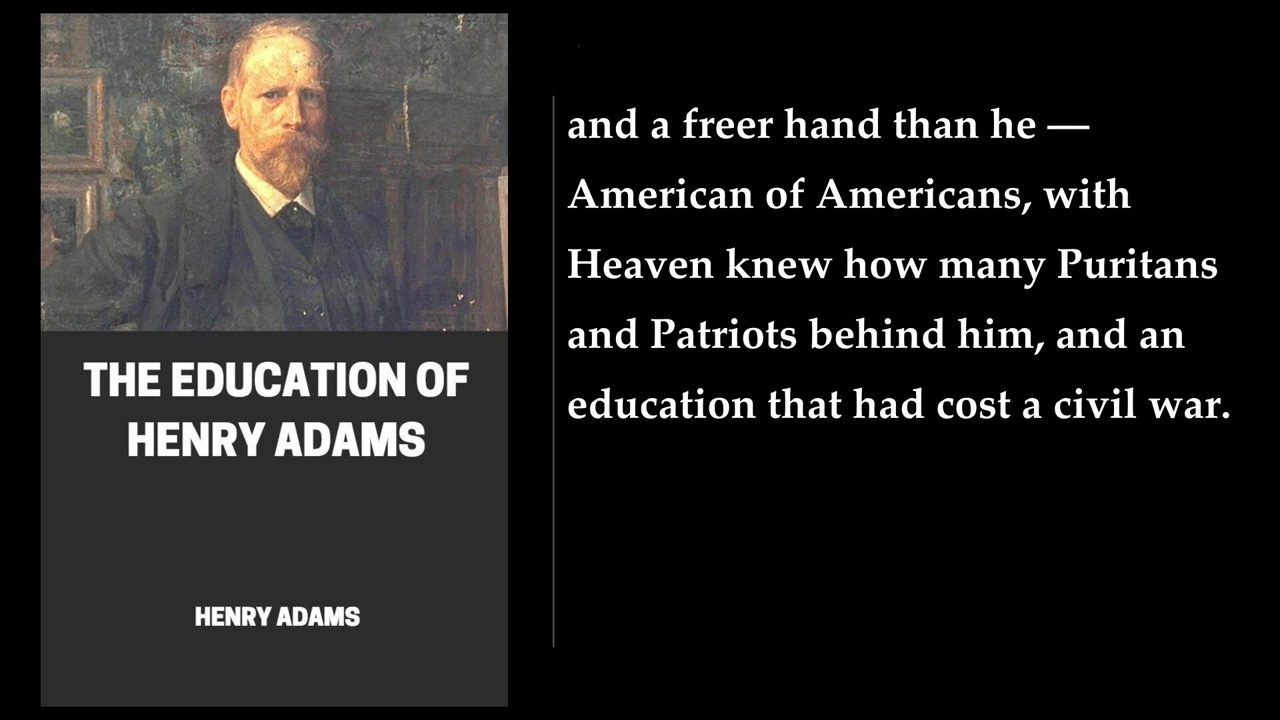 THE EDUCATION OF
HENRY ADAMS
HENRY ADAMS
and a freer hand than he —
American of Americans, with
Heaven knew how many Puritans
and Patriots behind him, and an
education that had cost a civil war.